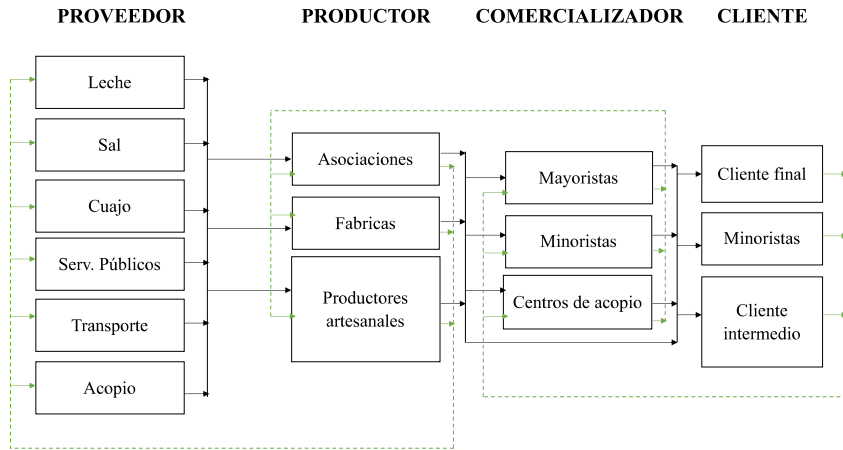 PROVEEDOR
PRODUCTOR
COMERCIALIZADOR
CLIENTE
Leche
Sal
Cuajo
Serv. Públicos
Transporte
Acopio
Asociaciones
Fabricas
Productores
artesanales
Mayoristas
Minoristas
Centros de acopio
Cliente final
Minoristas
Cliente
intermedio